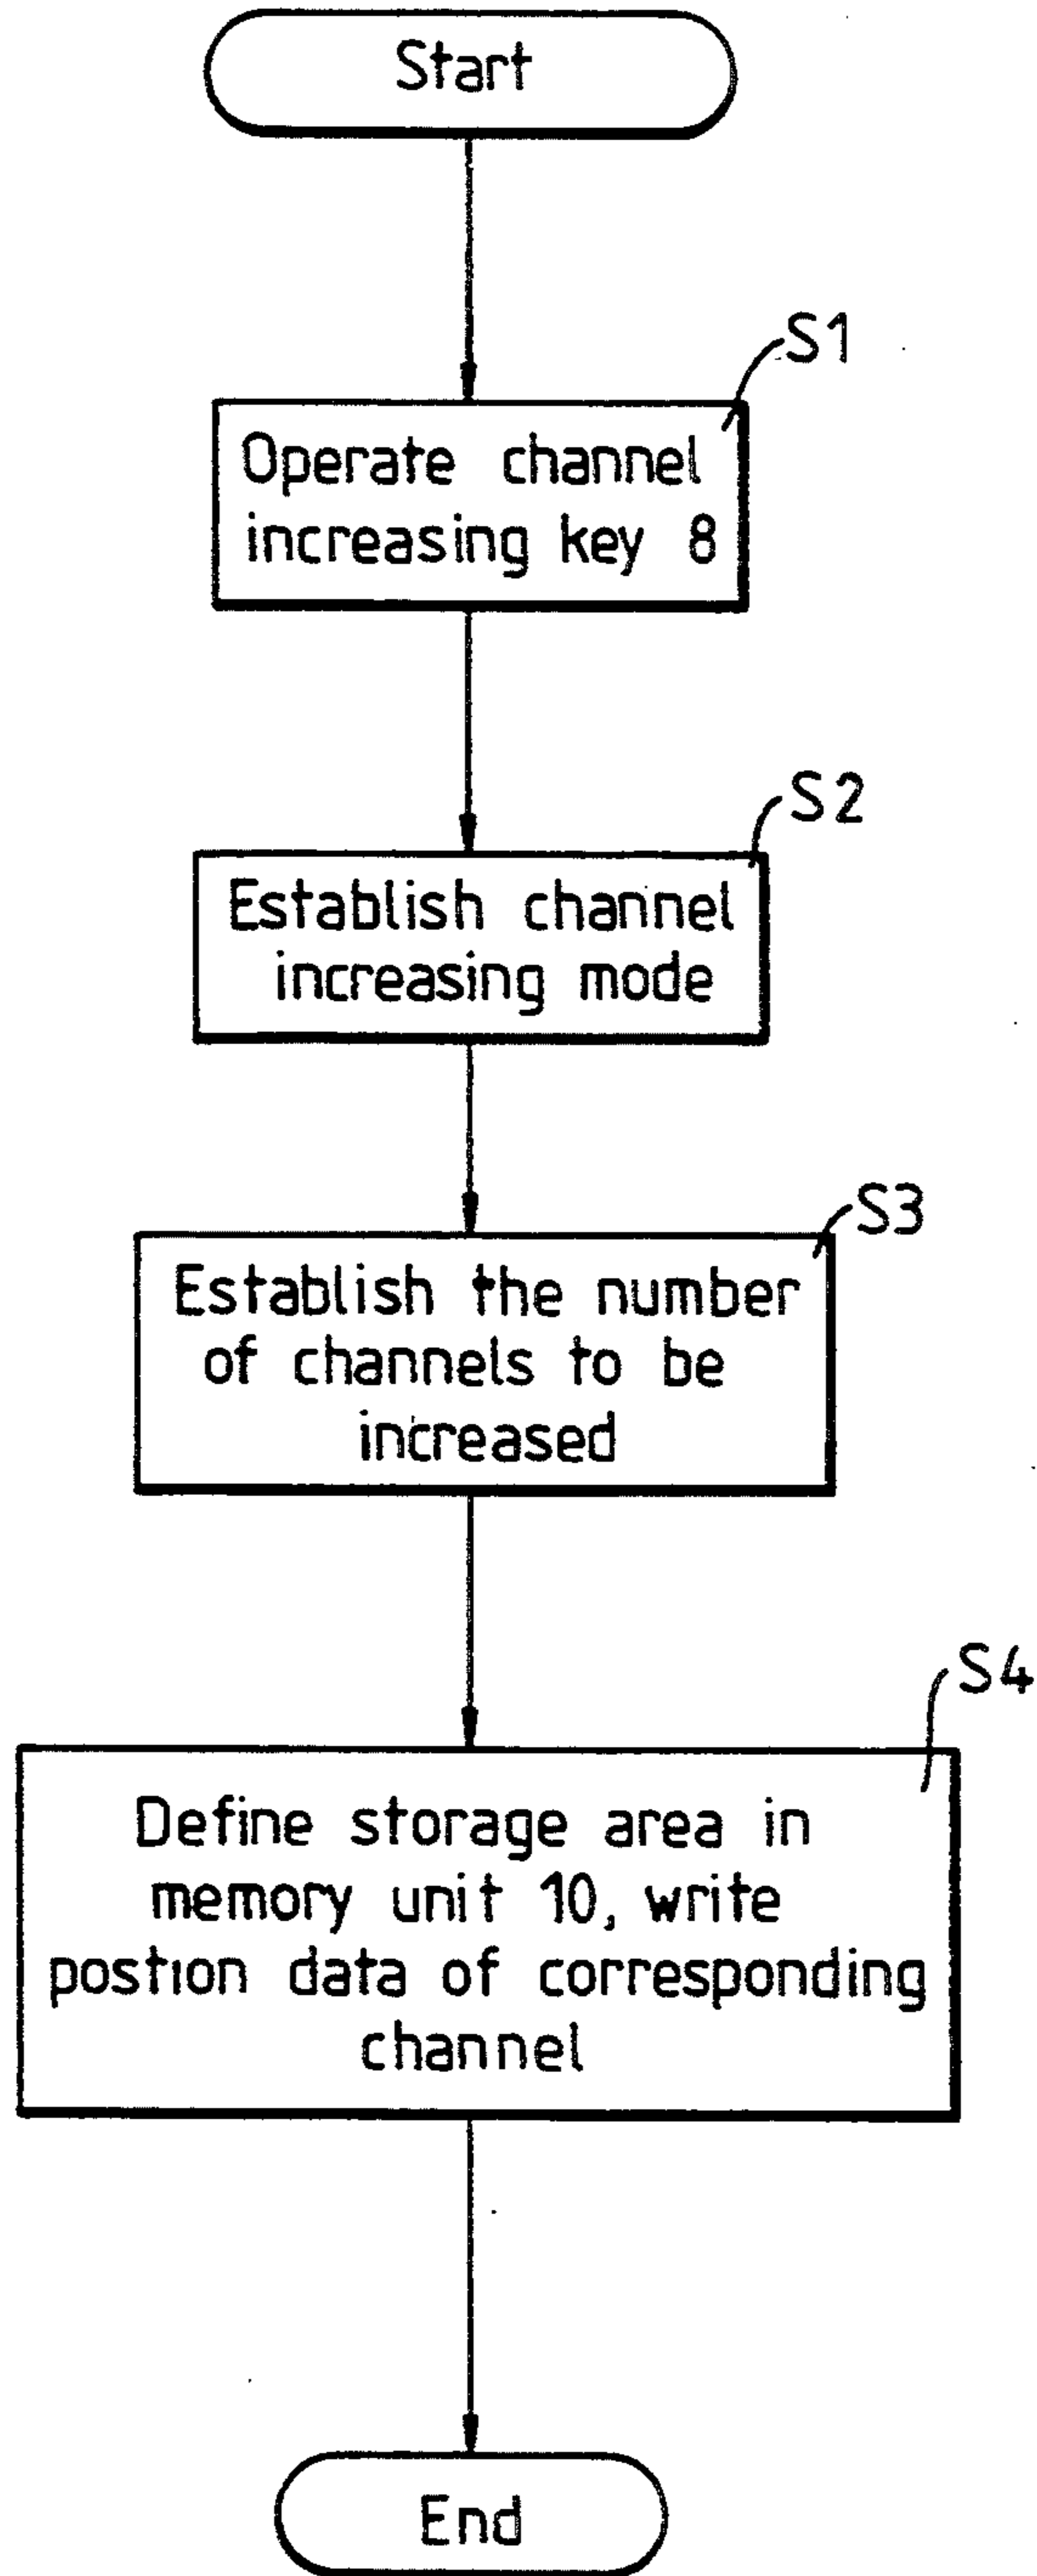 Start
S1
Operate channel
increasing key 8
S2
Establish channel
increasing mode
S3
Establish the number
of channels to be
increased
S4
Define storage area in
memory unit 10, write
postion data of corresponding
channel
End